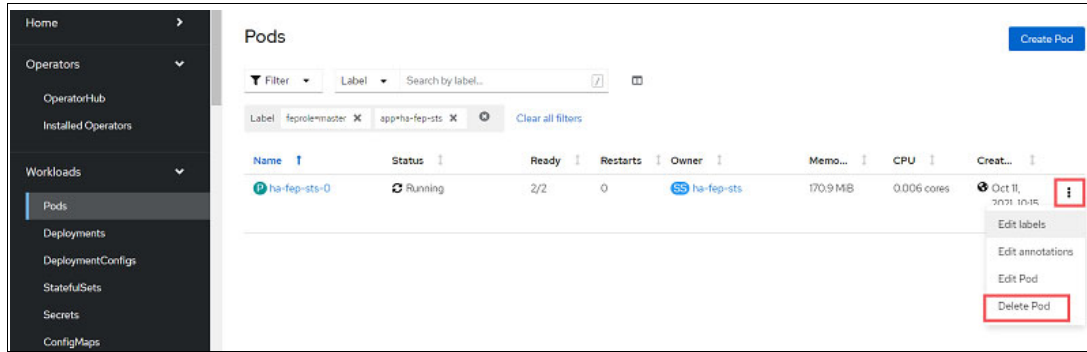 Home
Operators
OperatorHub
Installed Operators
Workloads
Pods
Deployments
DeploymentConfigs
StatefulSets
Secrets
ConfigMaps
Pods
Create Pod
Filter Label Search by label... /
Label feprole=master app=ha-fep-sts Clear all filters
Name Status Ready Restarts Owner Memo... CPU Creat...
P ha-fep-sts-0 Running 2/2 0 SS ha-fep-sts 170.9 MiB 0.006 cores Oct 11,
2021, 10:15
Edit labels
Edit annotations
Edit Pod
Delete Pod